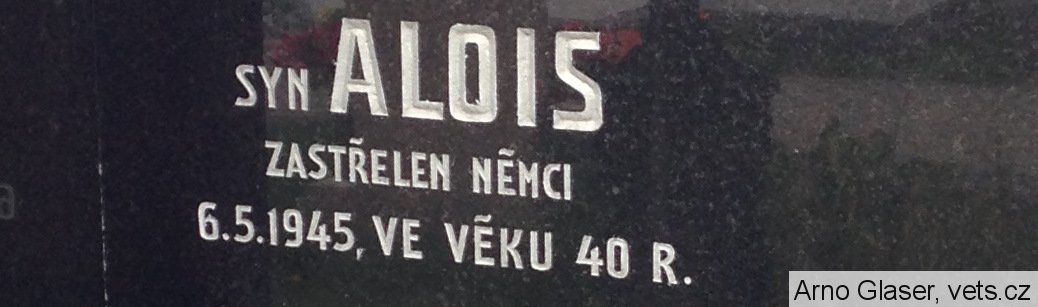 SYN ALOIS
ZASTŘELEN NĚMCI
6.5.1945, VE VĚKU 40 R.
Arno Glaser, vets.cz